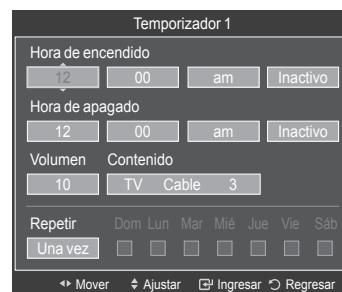 Temporizador 1
Hora de encendido
12 00 am Inactivo
Hora de apagado
12 00 am Inactivo
Volumen Contenido
10 TV Cable 3
Repetir Dom Lun Mar Mié Jue Vie Sáb
Una vez
Mover Ajustar Ingresar Regresar